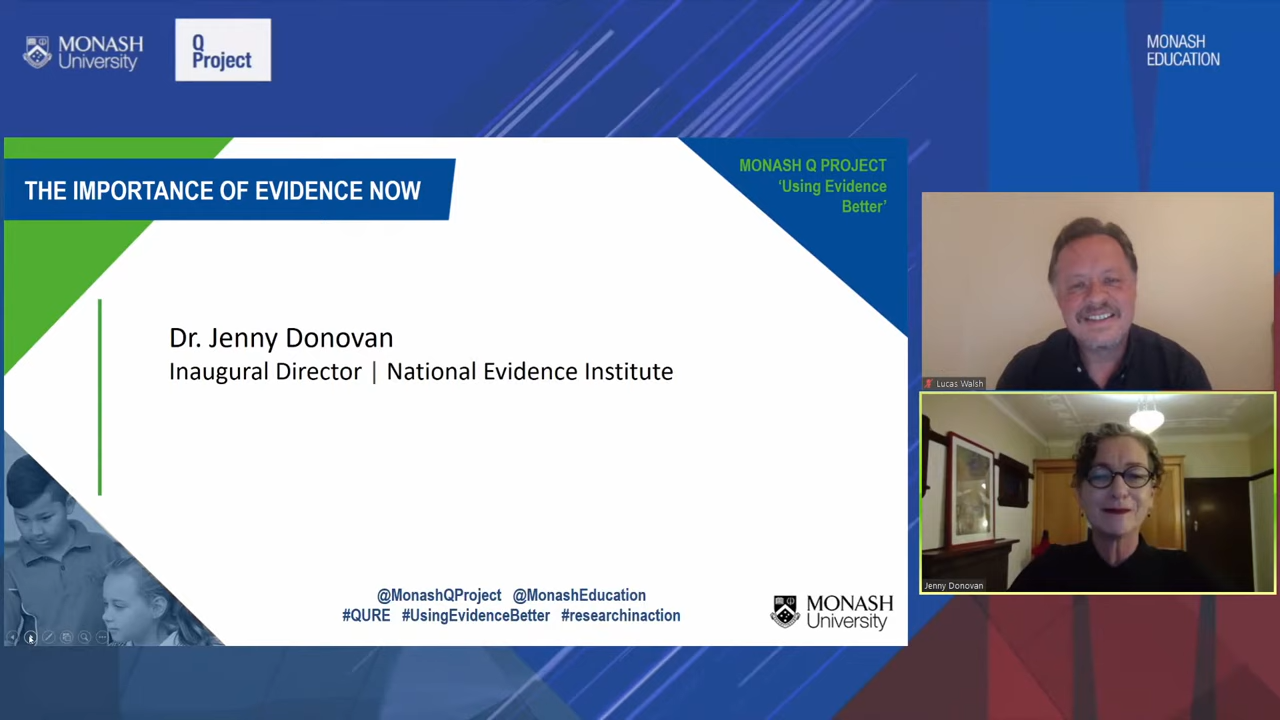 MONASH
University
Q
Project
MONASH
EDUCATION
THE IMPORTANCE OF EVIDENCE NOW
MONASH Q PROJECT
‘Using Evidence
Better’
Dr. Jenny Donovan
Inaugural Director | National Evidence Institute
@MonashQProject @MonashEducation
#QURE #UsingEvidenceBetter #researchinaction
MONASH
University
Lucas Walsh
Jenny Donovan